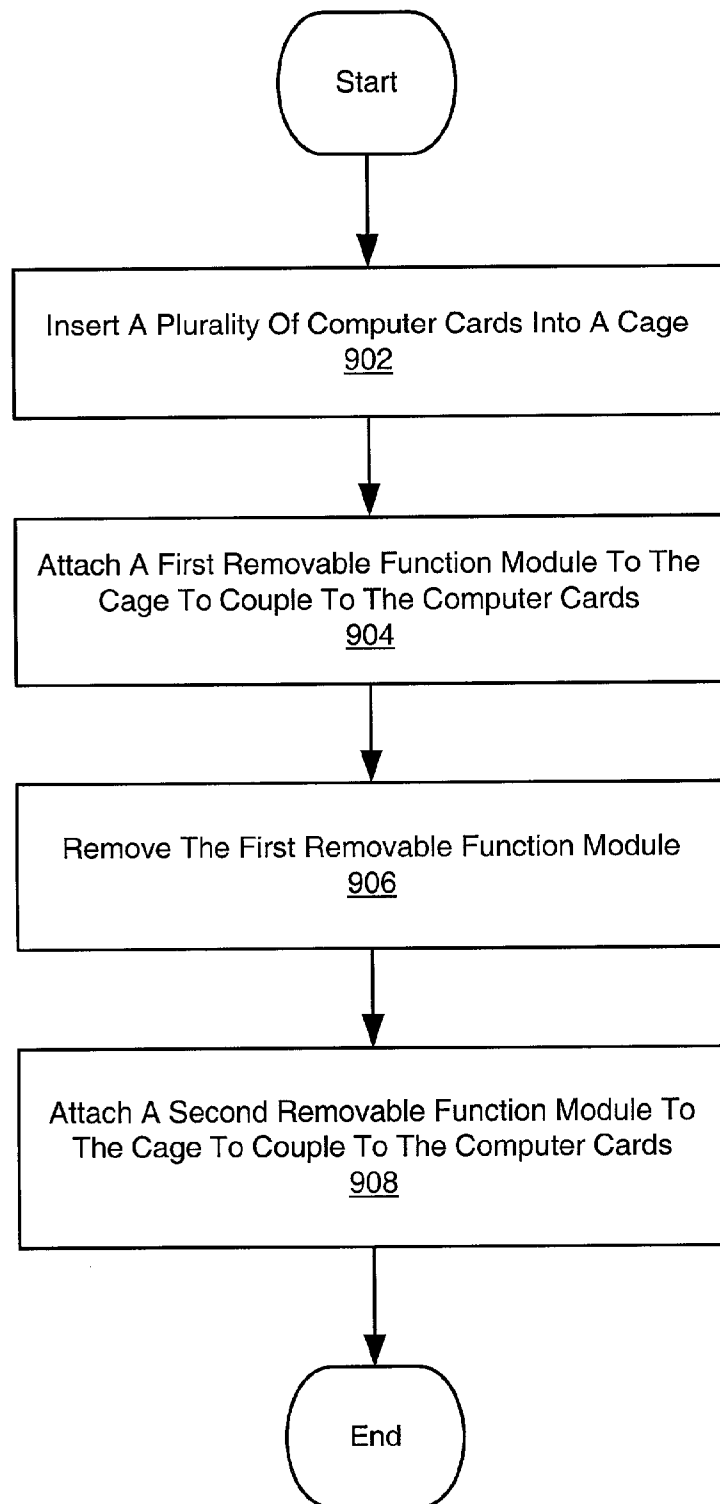 Start
Insert A Plurality Of Computer Cards Into A Cage
902
Attach A First Removable Function Module To The
Cage To Couple To The Computer Cards
904
Remove The First Removable Function Module
906
Attach A Second Removable Function Module To
The Cage To Couple To The Computer Cards
908
End